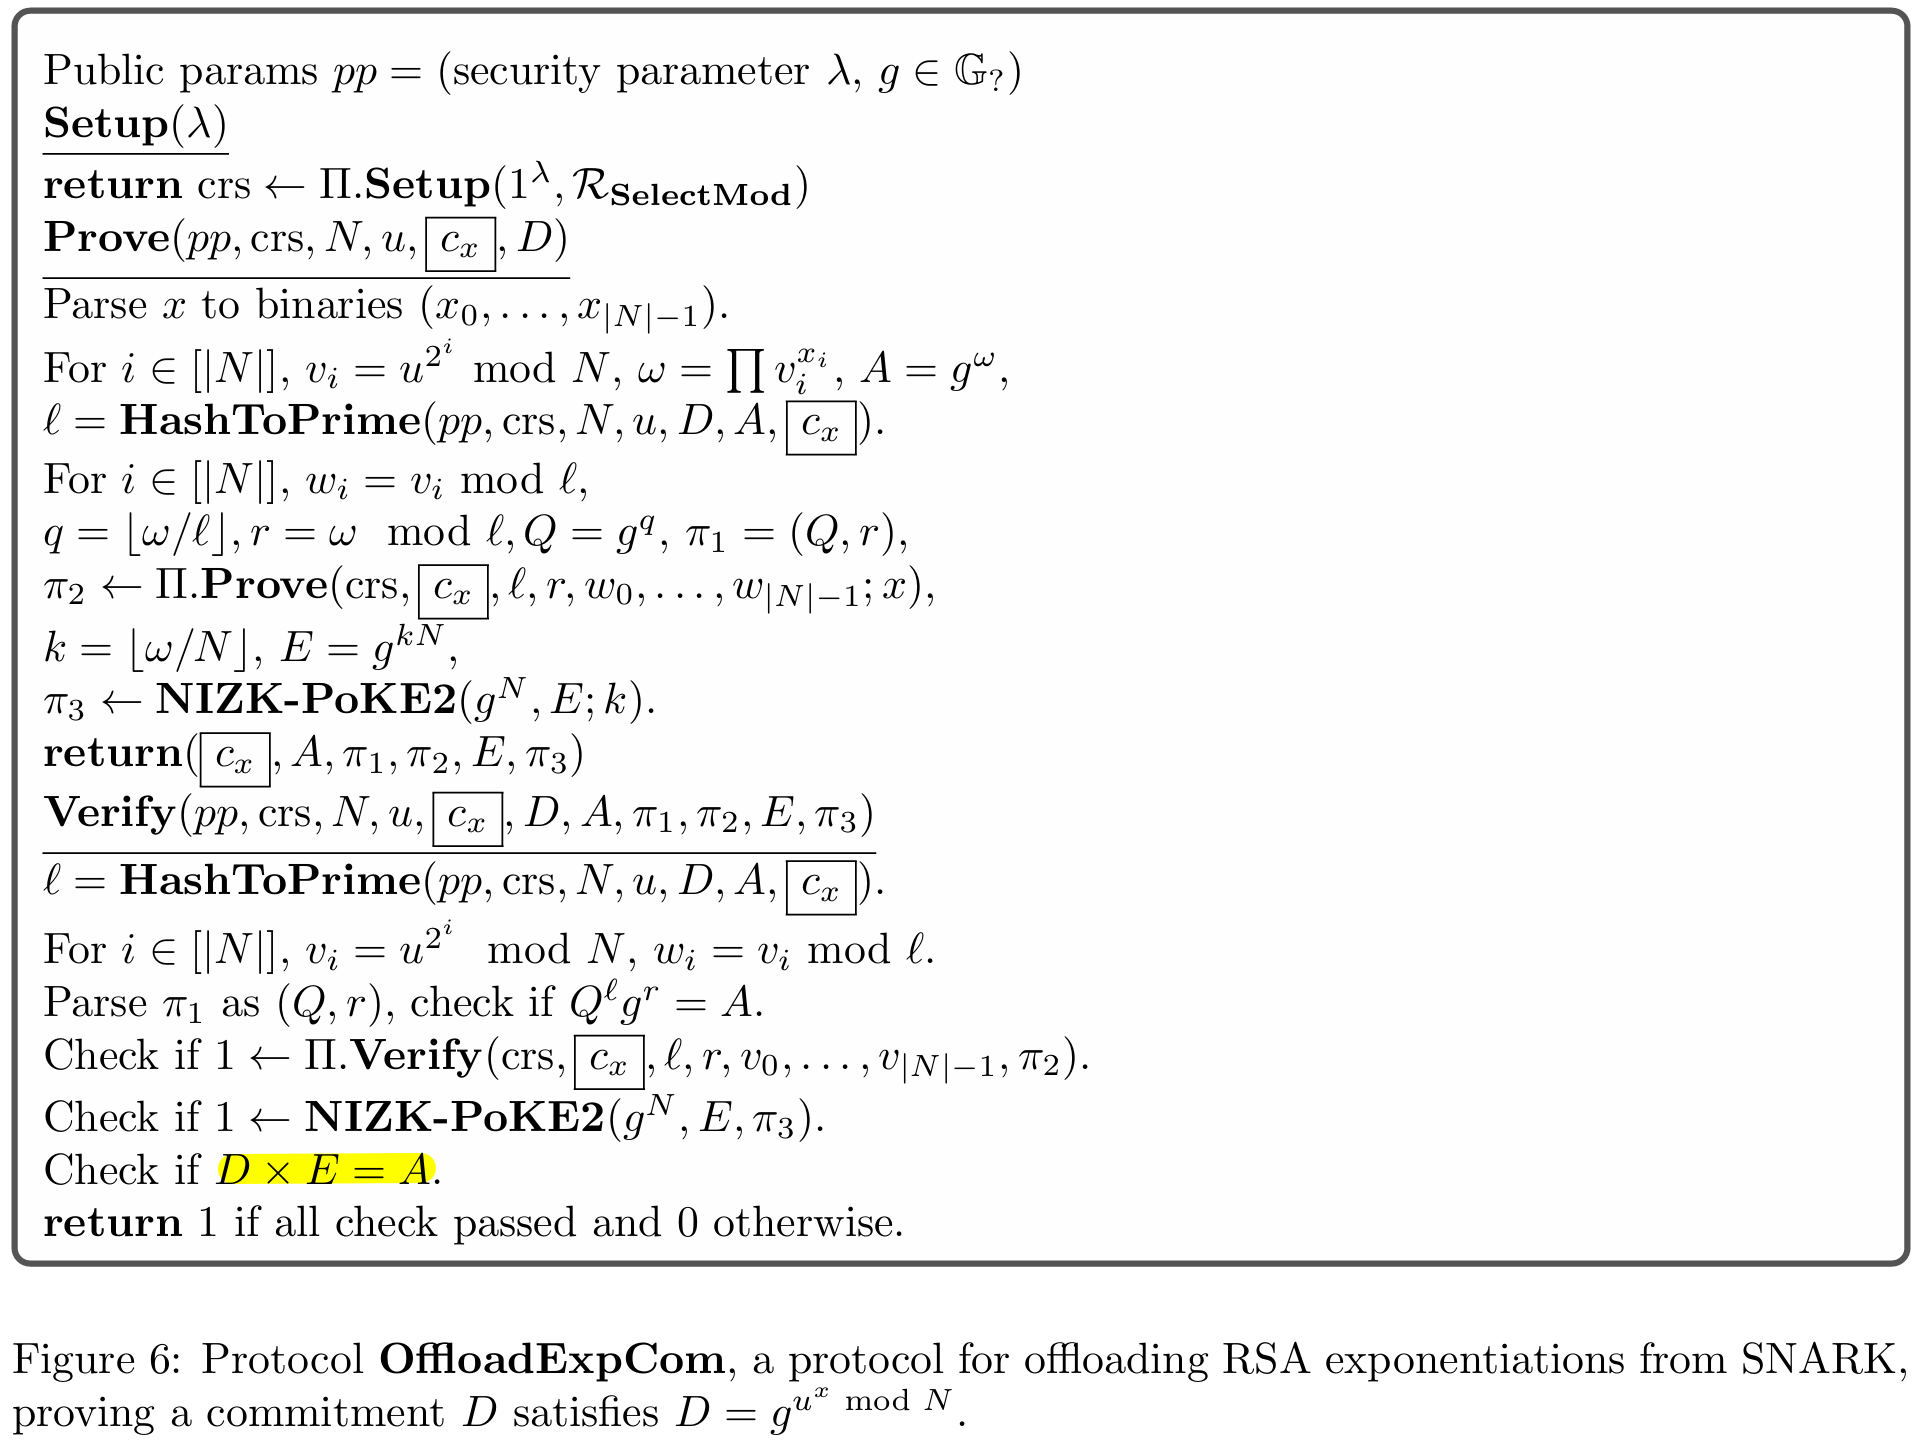 Public params pp = (security parameter λ, g ∈ 𝔾?)
Setup(λ)
return crs ← Π.Setup(1^λ, ℛ_SelectMod)
Prove(pp, crs, N, u, c_x, D)
Parse x to binaries (x_0, . . . , x_{|N|−1}).
For i ∈ [|N|], v_i = u^{2^i} mod N, ω = ∏ v_i^{x_i}, A = g^ω,
ℓ = HashToPrime(pp, crs, N, u, D, A, c_x).
For i ∈ [|N|], w_i = v_i mod ℓ,
q = ⌊ω/ℓ⌋, r = ω mod ℓ, Q = g^q, π_1 = (Q, r),
π_2 ← Π.Prove(crs, c_x, ℓ, r, w_0, . . . , w_{|N|−1}; x),
k = ⌊ω/N⌋, E = g^{kN},
π_3 ← NIZK-PoKE2(g^N, E; k).
return(c_x, A, π_1, π_2, E, π_3)
Verify(pp, crs, N, u, c_x, D, A, π_1, π_2, E, π_3)
ℓ = HashToPrime(pp, crs, N, u, D, A, c_x).
For i ∈ [|N|], v_i = u^{2^i} mod N, w_i = v_i mod ℓ.
Parse π_1 as (Q, r), check if Q^ℓ g^r = A.
Check if 1 ← Π.Verify(crs, c_x, ℓ, r, v_0, . . . , v_{|N|−1}, π_2).
Check if 1 ← NIZK-PoKE2(g^N, E, π_3).
Check if D × E = A.
return 1 if all check passed and 0 otherwise.
Figure 6: Protocol OffloadExpCom, a protocol for offloading RSA exponentiations from SNARK,
proving a commitment D satisfies D = g^{u^x mod N}.